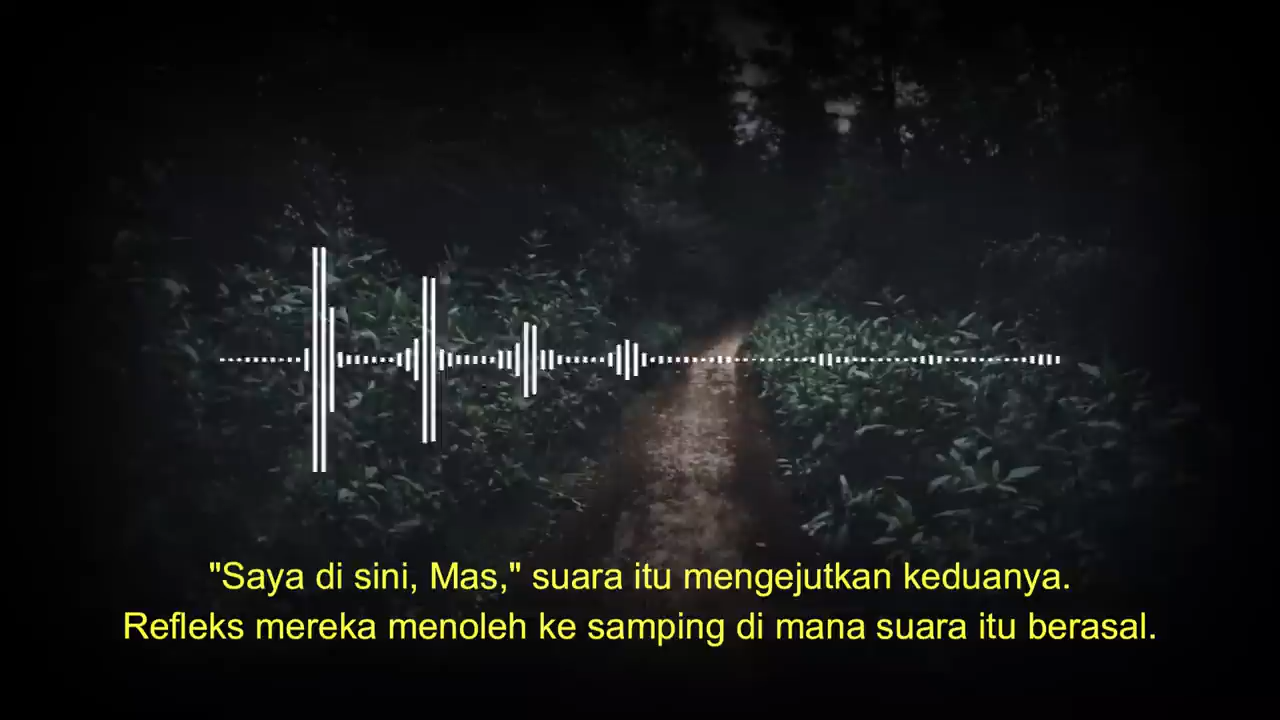 "Saya di sini, Mas," suara itu mengejutkan keduanya.
Refleks mereka menoleh ke samping di mana suara itu berasal.